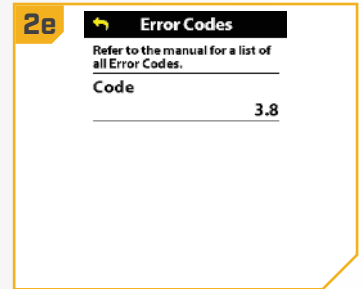 2e
Error Codes
Refer to the manual for a list of
all Error Codes.
Code
3.8